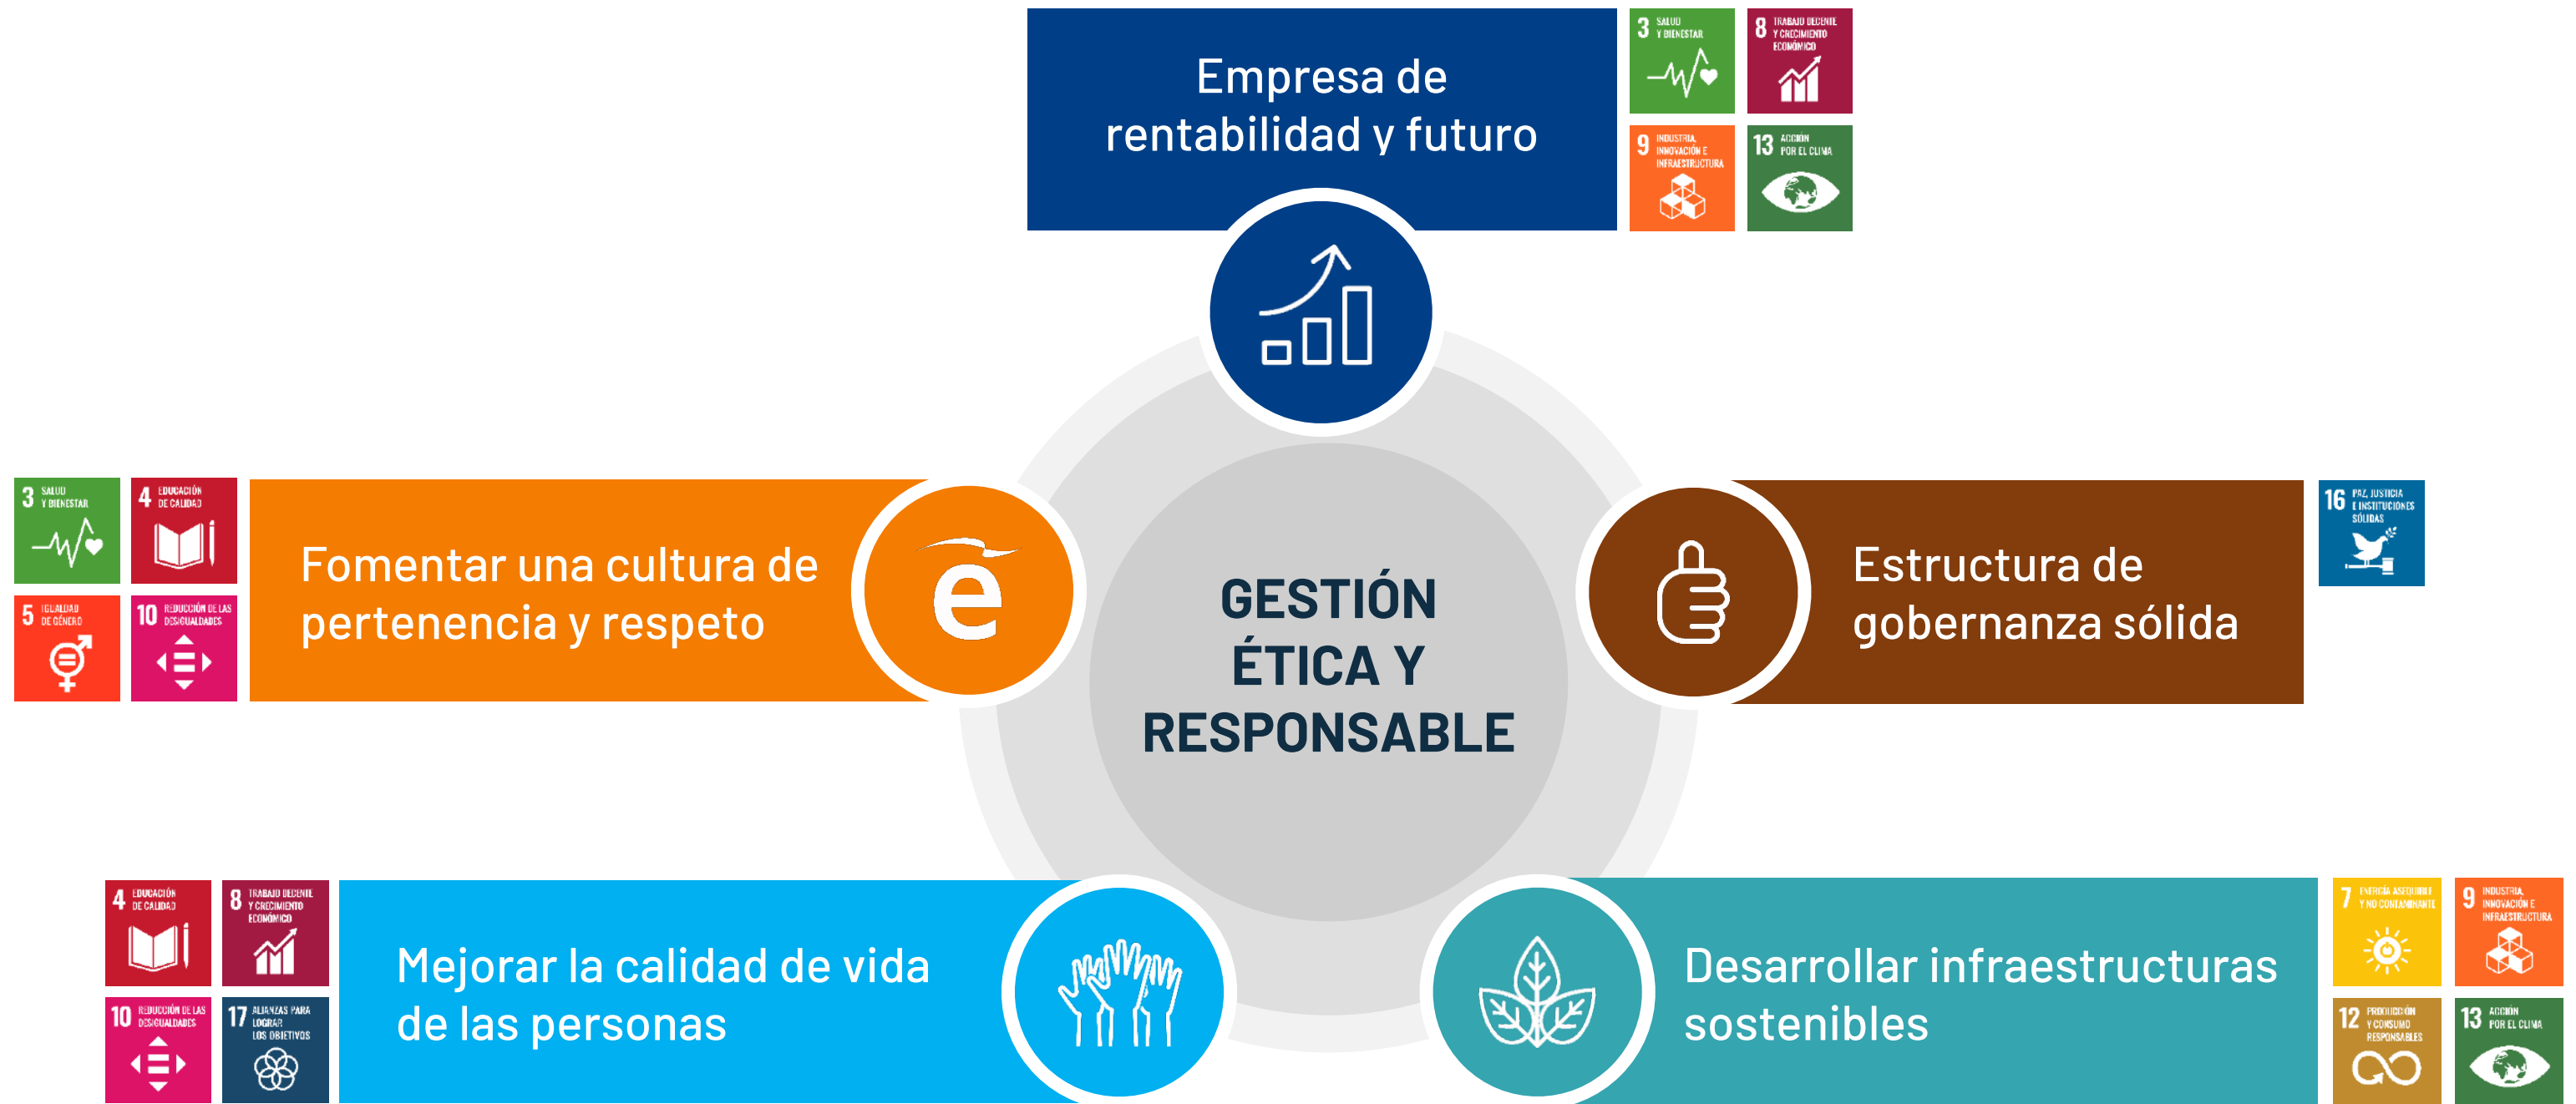 Empresa de
rentabilidad y futuro
3 SALUD
Y BIENESTAR
8 TRABAJO DECENTE
Y CRECIMIENTO
ECONÓMICO
9 INDUSTRIA,
INNOVACIÓN E
INFRAESTRUCTURA
13 ACCIÓN
POR EL CLIMA
3 SALUD
Y BIENESTAR
4 EDUCACIÓN
DE CALIDAD
5 IGUALDAD
DE GÉNERO
10 REDUCCIÓN DE LAS
DESIGUALDADES
Fomentar una cultura de
pertenencia y respeto
e
GESTIÓN
ÉTICA Y
RESPONSABLE
Estructura de
gobernanza sólida
16 PAZ, JUSTICIA
E INSTITUCIONES
SÓLIDAS
4 EDUCACIÓN
DE CALIDAD
8 TRABAJO DECENTE
Y CRECIMIENTO
ECONÓMICO
10 REDUCCIÓN DE LAS
DESIGUALDADES
17 ALIANZAS PARA
LOGRAR
LOS OBJETIVOS
Mejorar la calidad de vida
de las personas
Desarrollar infraestructuras
sostenibles
7 ENERGÍA ASEQUIBLE
Y NO CONTAMINANTE
9 INDUSTRIA,
INNOVACIÓN E
INFRAESTRUCTURA
12 PRODUCCIÓN
Y CONSUMO
RESPONSABLES
13 ACCIÓN
POR EL CLIMA